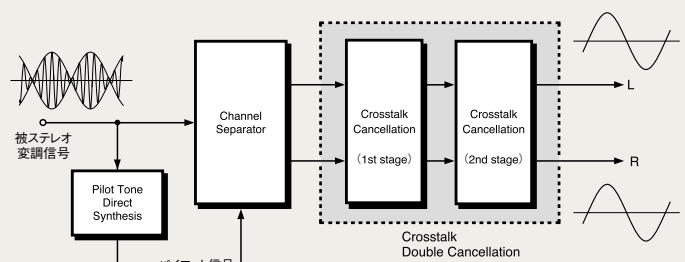 被ステレオ
変調信号
Channel
Separator
Pilot Tone
Direct
Synthesis
Crosstalk
Cancellation
(1st stage)
Crosstalk
Cancellation
(2nd stage)
L
R
Crosstalk
Double Cancellation